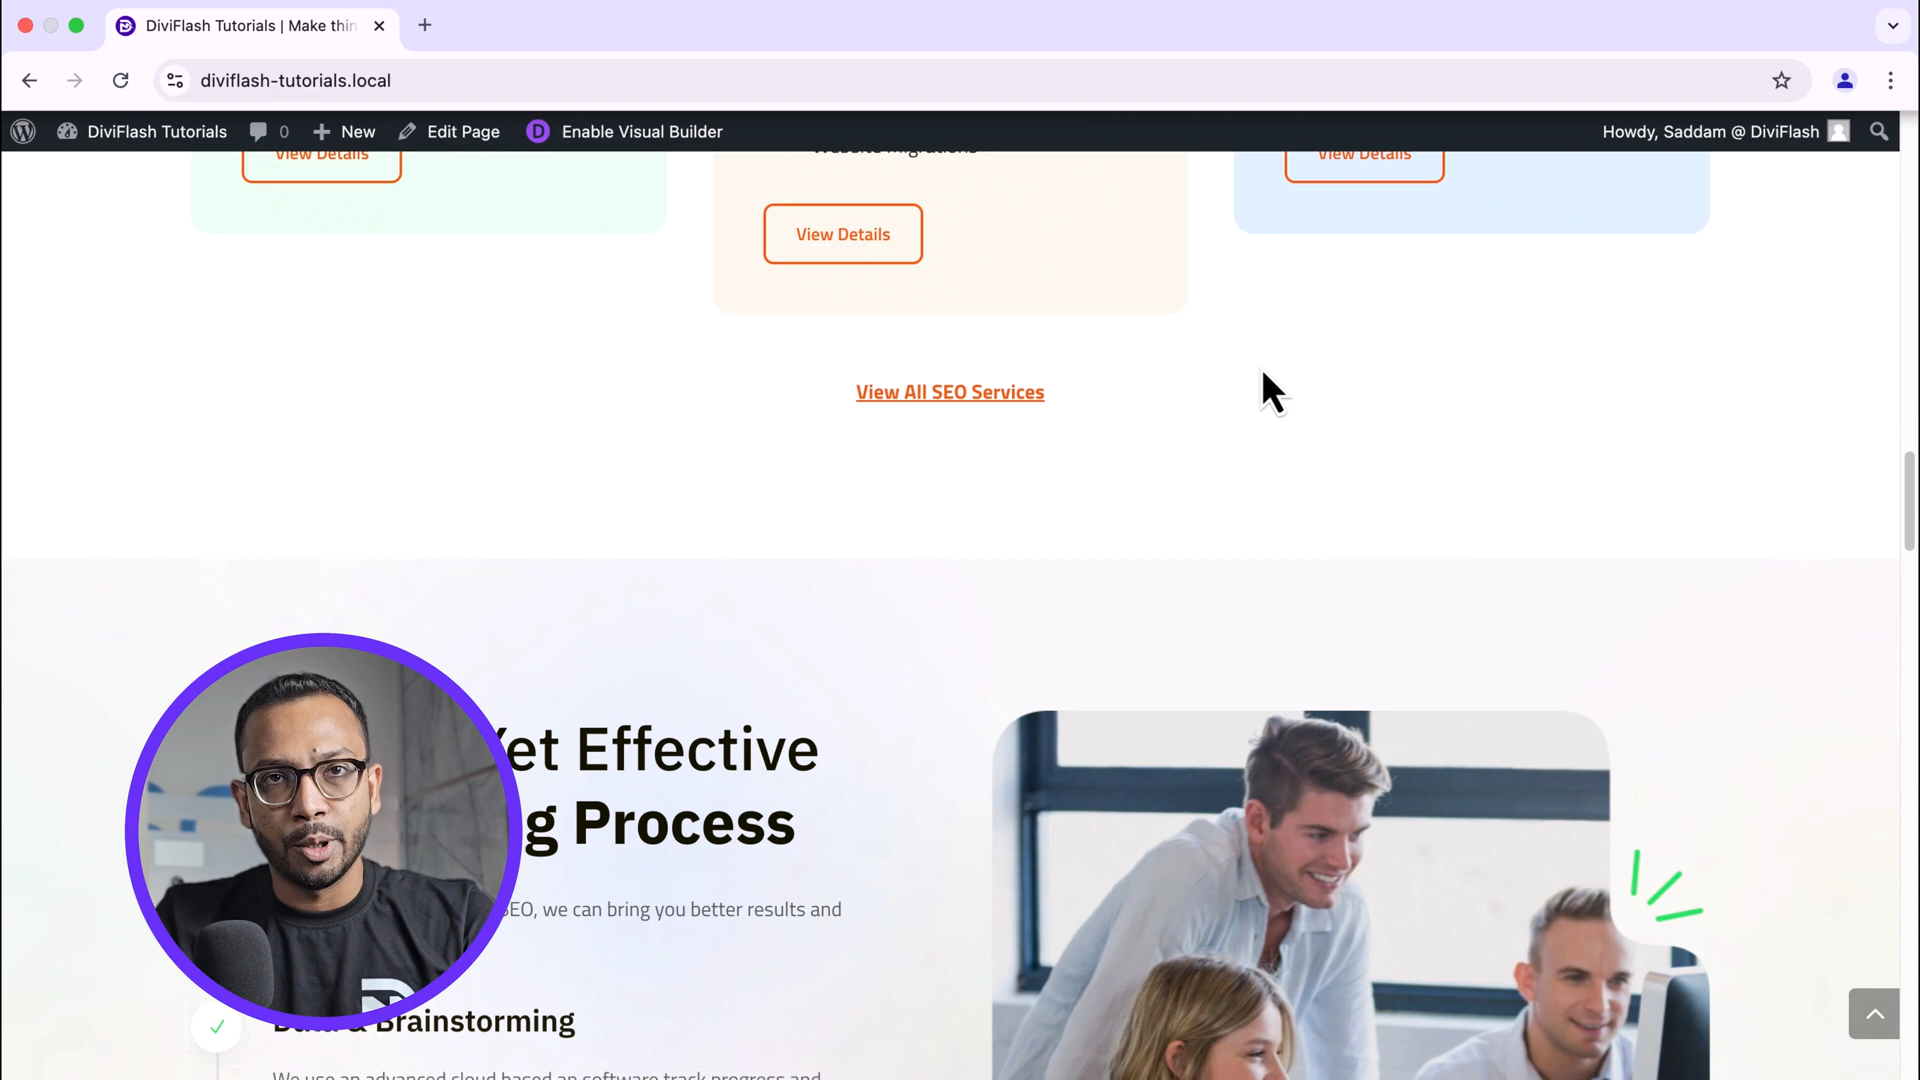 DiviFlash Tutorials | Make thin
diviflash-tutorials.local
DiviFlash Tutorials 0 New Edit Page D Enable Visual Builder Howdy, Saddam @ DiviFlash
View Details Website Migrations View Details
View Details
View All SEO Services
Yet Effective
g Process
SEO, we can bring you better results and
Data & Brainstorming
We use an advanced cloud based an software track progress and